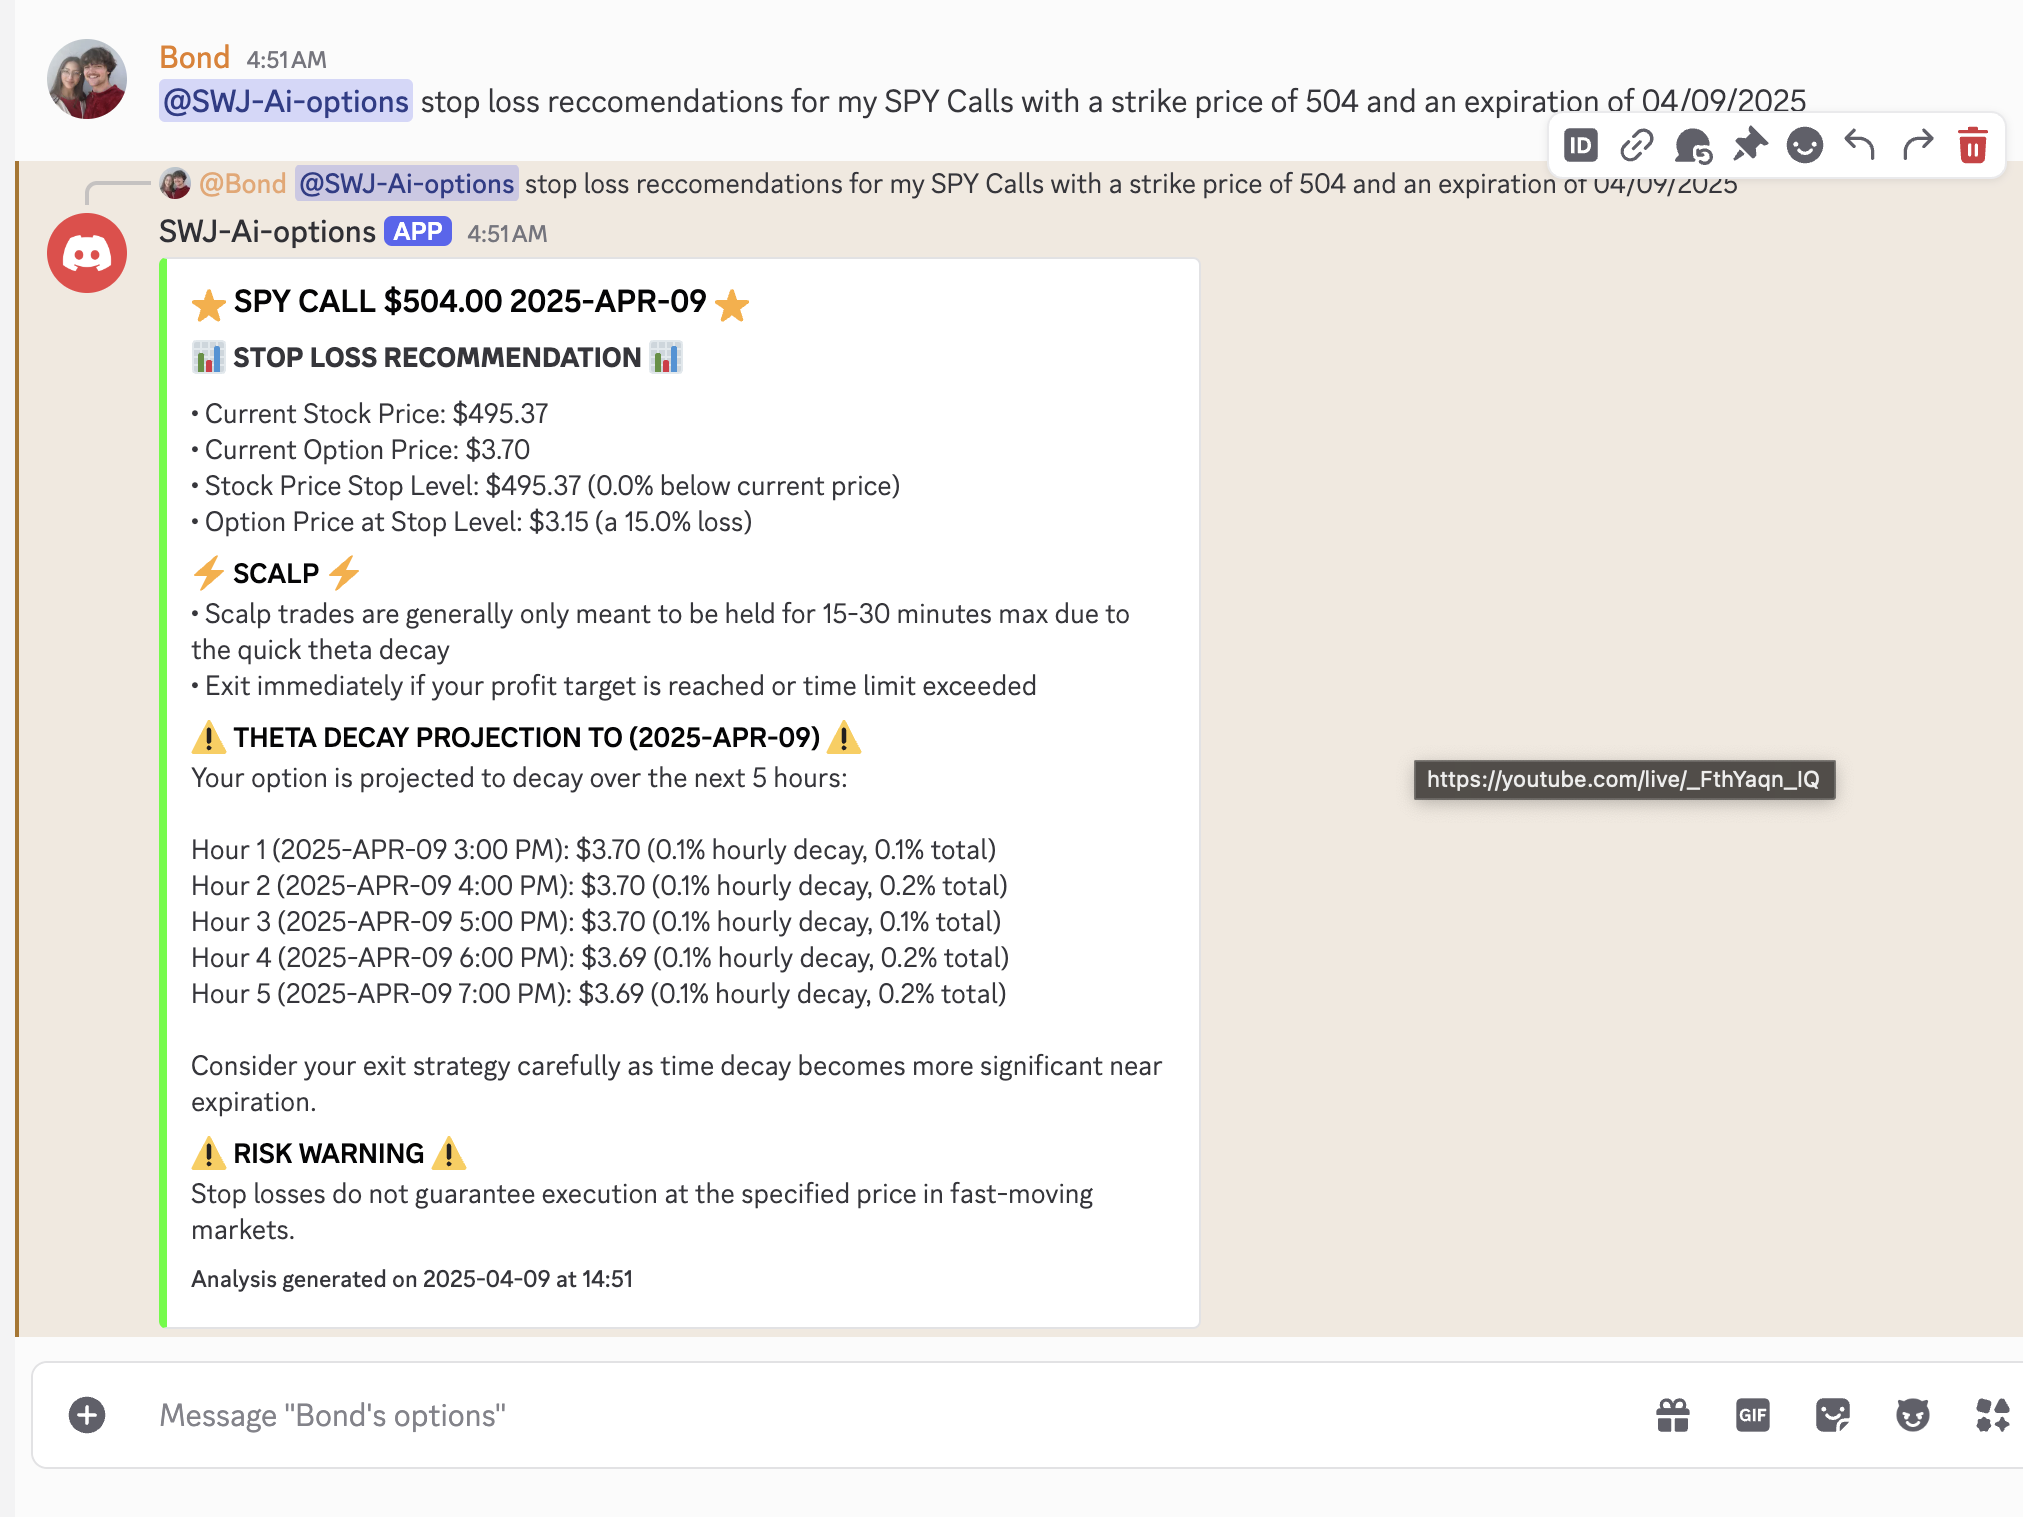 Bond 4:51 AM
@SWJ-Ai-options stop loss reccomendations for my SPY Calls with a strike price of 504 and an expiration of 04/09/2025
ID
@Bond @SWJ-Ai-options stop loss reccomendations for my SPY Calls with a strike price of 504 and an expiration of 04/09/2025
SWJ-Ai-options APP 4:51 AM
SPY CALL $504.00 2025-APR-09
STOP LOSS RECOMMENDATION
• Current Stock Price: $495.37
• Current Option Price: $3.70
• Stock Price Stop Level: $495.37 (0.0% below current price)
• Option Price at Stop Level: $3.15 (a 15.0% loss)
SCALP
• Scalp trades are generally only meant to be held for 15-30 minutes max due to
the quick theta decay
• Exit immediately if your profit target is reached or time limit exceeded
THETA DECAY PROJECTION TO (2025-APR-09)
Your option is projected to decay over the next 5 hours:
https://youtube.com/live/_FthYaqn_IQ
Hour 1 (2025-APR-09 3:00 PM): $3.70 (0.1% hourly decay, 0.1% total)
Hour 2 (2025-APR-09 4:00 PM): $3.70 (0.1% hourly decay, 0.2% total)
Hour 3 (2025-APR-09 5:00 PM): $3.70 (0.1% hourly decay, 0.1% total)
Hour 4 (2025-APR-09 6:00 PM): $3.69 (0.1% hourly decay, 0.2% total)
Hour 5 (2025-APR-09 7:00 PM): $3.69 (0.1% hourly decay, 0.2% total)
Consider your exit strategy carefully as time decay becomes more significant near
expiration.
RISK WARNING
Stop losses do not guarantee execution at the specified price in fast-moving
markets.
Analysis generated on 2025-04-09 at 14:51
Message "Bond's options"
GIF